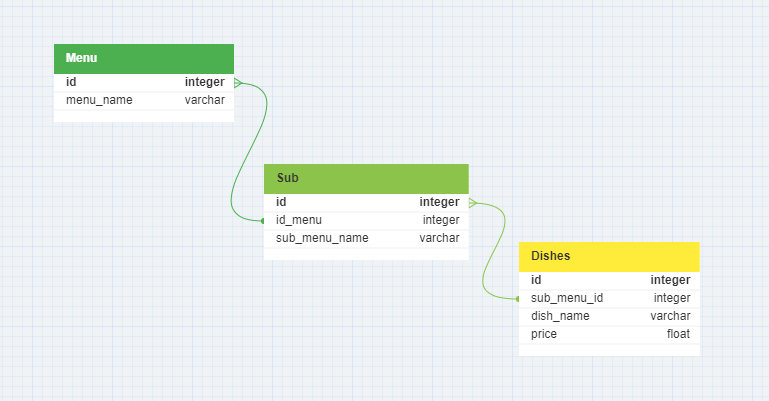 Menu
id integer
menu_name varchar
Sub
id integer
id_menu integer
sub_menu_name varchar
Dishes
id integer
sub_menu_id integer
dish_name varchar
price float